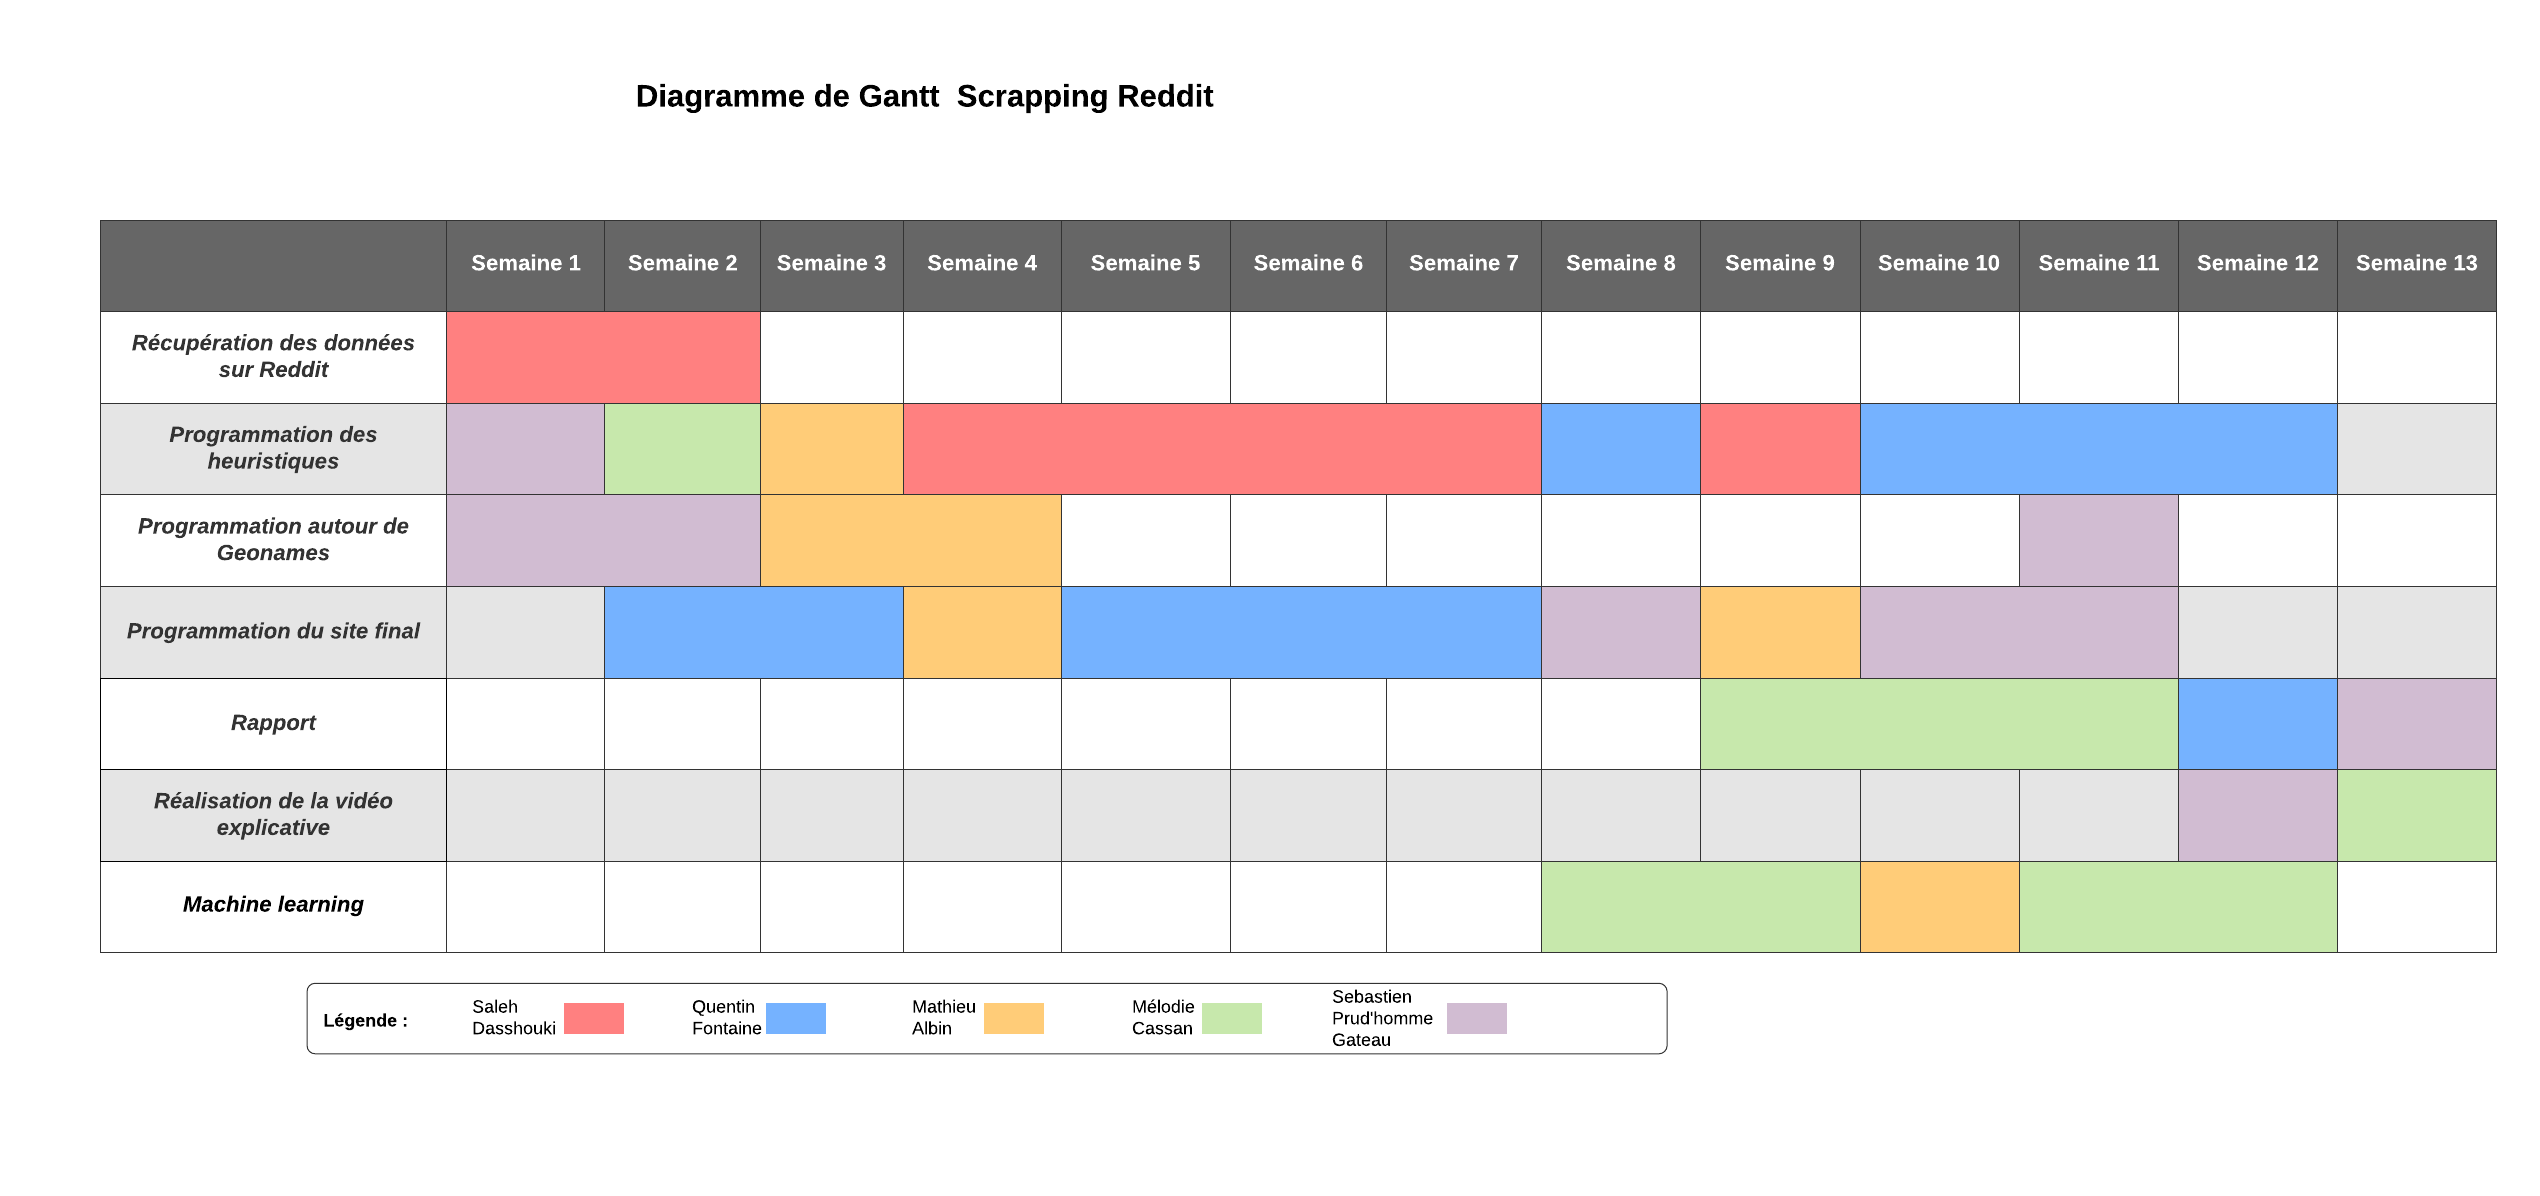 Diagramme de Gantt  Scrapping Reddit
Semaine 1
Semaine 2
Semaine 3
Semaine 4
Semaine 5
Semaine 6
Semaine 7
Semaine 8
Semaine 9
Semaine 10
Semaine 11
Semaine 12
Semaine 13
Récupération des données
sur Reddit
Programmation des
heuristiques
Programmation autour de
Geonames
Programmation du site final
Rapport
Réalisation de la vidéo
explicative
Machine learning
Légende :
Saleh
Dasshouki
Quentin
Fontaine
Mathieu
Albin
Mélodie
Cassan
Sebastien
Prud'homme
Gateau